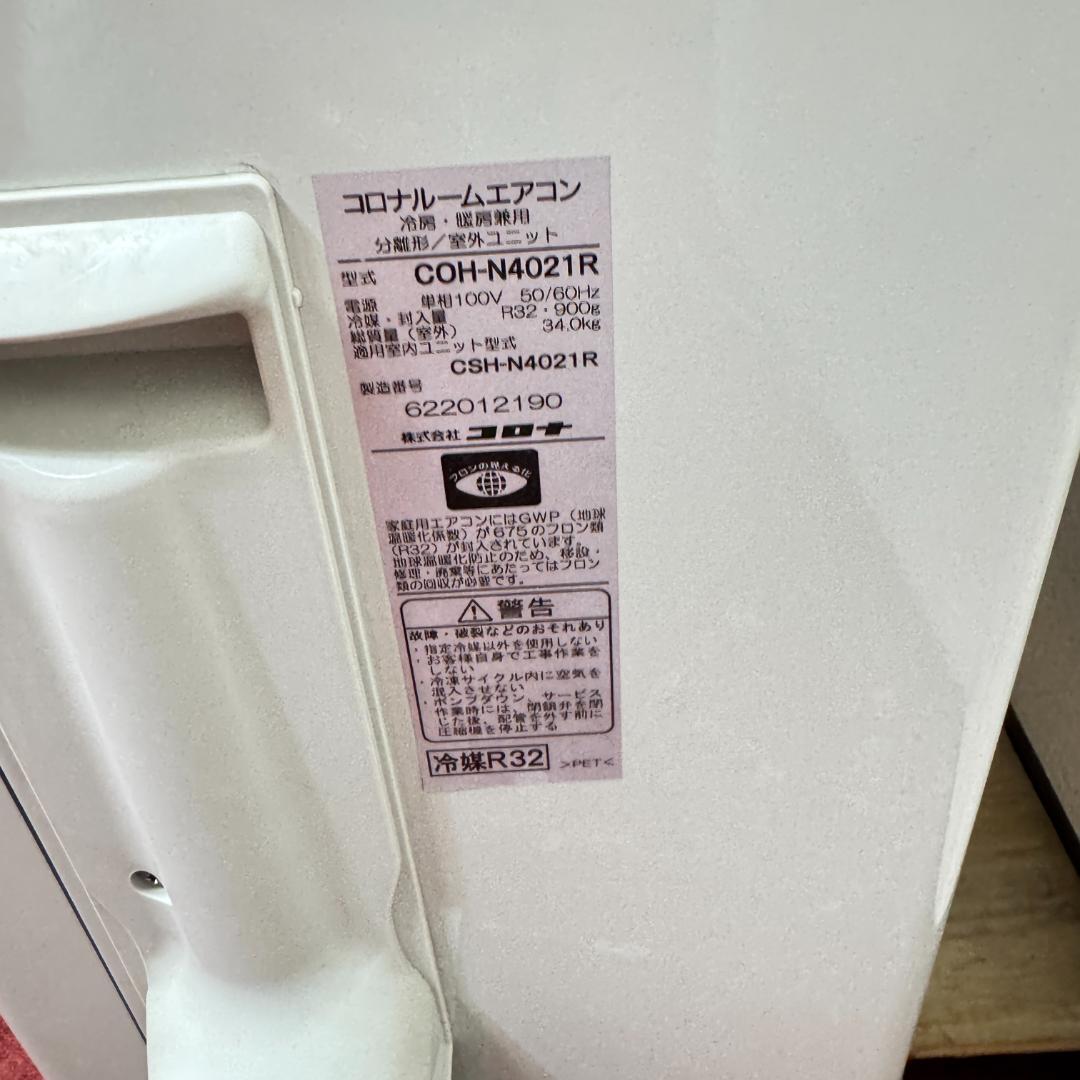 コロナルームエアコン
冷房・暖房兼用
分離形／室外ユニット
型式 COH-N4021R
電源 単相100V 50/60Hz
冷媒・封入量 R32・900g
総質量（室外） 34.0kg
適用室内ユニット型式
CSH-N4021R
製造番号
622012190
株式会社 コロナ
フロンの見える化
家庭用エアコンにはGWP（地球
温暖化係数）が675のフロン類
（R32）が封入されています。
地球温暖化防止のため、移設・
修理・廃棄等にあたってはフロン
類の回収が必要です。
警告
故障・破裂などのおそれあり
・指定冷媒以外を使用しない
・お客様自身で工事作業を
しない
・冷凍サイクル内に空気を
混入させない
・ポンプダウン、サービス
作業時には、閉鎖弁を閉
じた後、配管を外す前に
圧縮機を停止する
冷媒R32 >PET<